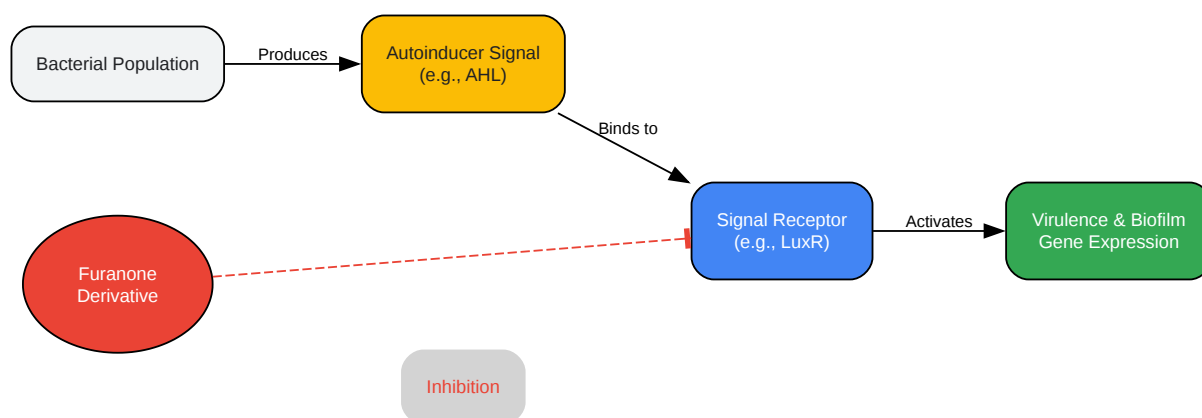 Bacterial Population
Produces
Autoinducer Signal
(e.g., AHL)
Binds to
Signal Receptor
(e.g., LuxR)
Activates
Virulence & Biofilm
Gene Expression
Furanone
Derivative
Inhibition